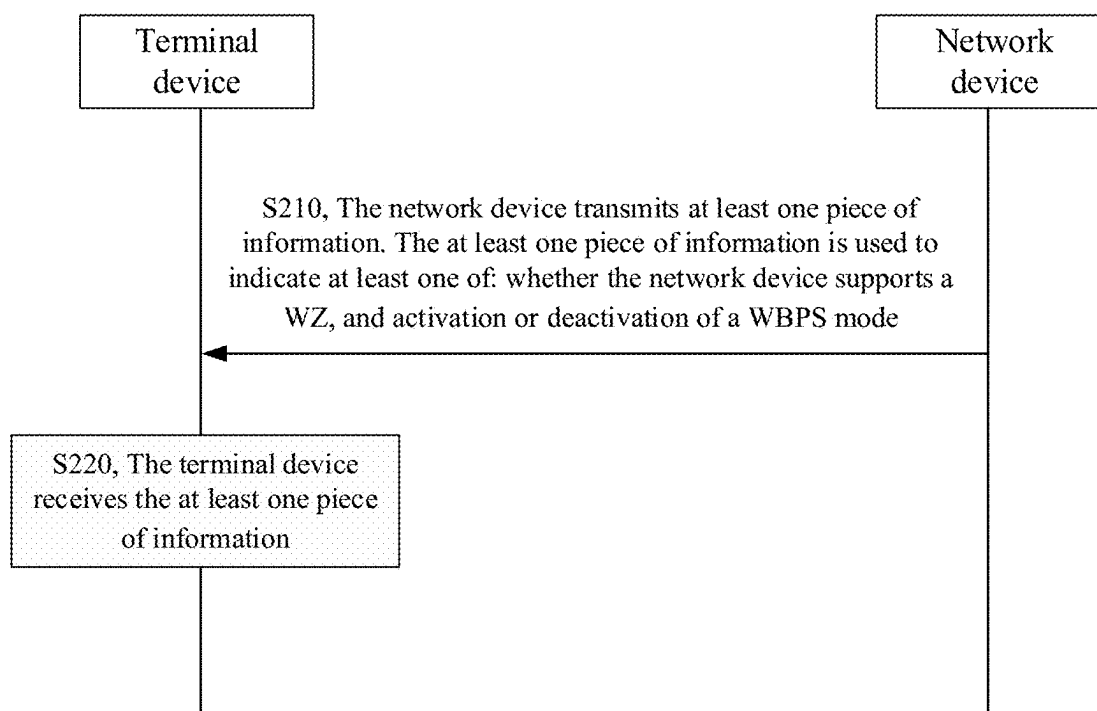 Terminal
device
Network
device
S210, The network device transmits at least one piece of
information. The at least one piece of information is used to
indicate at least one of: whether the network device supports a
WZ, and activation or deactivation of a WBPS mode
S220, The terminal device
receives the at least one piece
of information